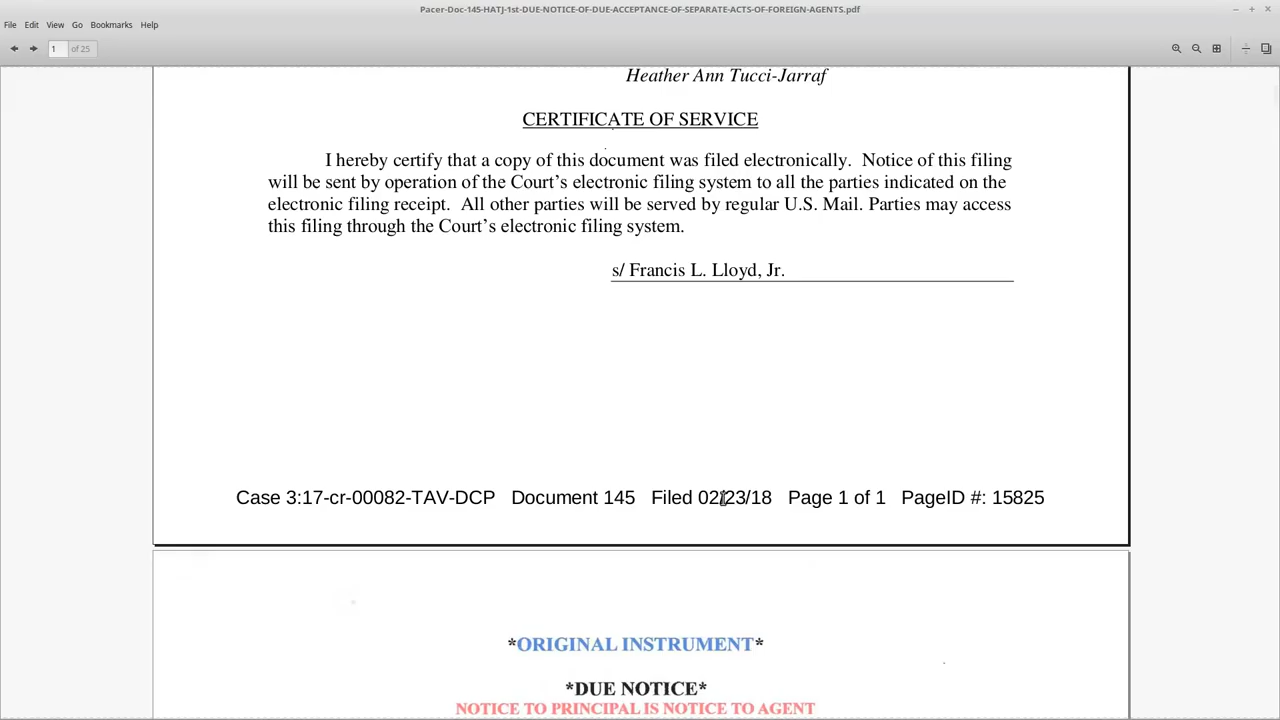 Pacer-Doc-145-HATJ-1st-DUE-NOTICE-OF-DUE-ACCEPTANCE-OF-SEPARATE-ACTS-OF-FOREIGN-AGENTS.pdf
File Edit View Go Bookmarks Help
1 of 25
Heather Ann Tucci-Jarraf
CERTIFICATE OF SERVICE
I hereby certify that a copy of this document was filed electronically. Notice of this filing
will be sent by operation of the Court’s electronic filing system to all the parties indicated on the
electronic filing receipt. All other parties will be served by regular U.S. Mail. Parties may access
this filing through the Court’s electronic filing system.
s/ Francis L. Lloyd, Jr.
Case 3:17-cr-00082-TAV-DCP Document 145 Filed 02/23/18 Page 1 of 1 PageID #: 15825
*ORIGINAL INSTRUMENT*
*DUE NOTICE*
NOTICE TO PRINCIPAL IS NOTICE TO AGENT